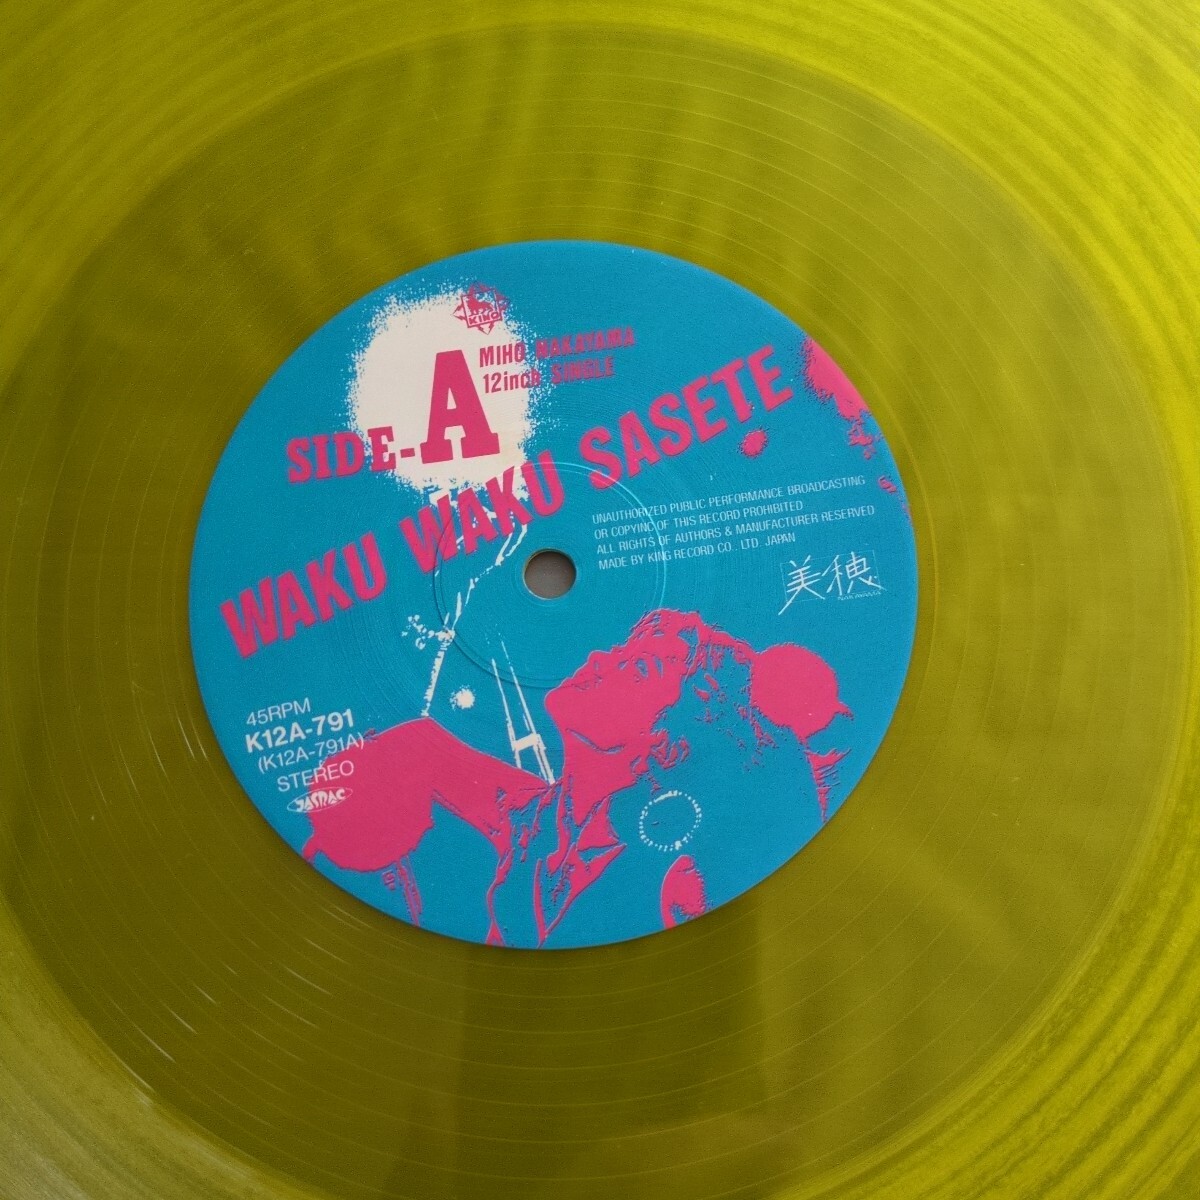 KING
MIHO NAKAYAMA
12inch SINGLE
SIDE-A
WAKU WAKU SASETE
UNAUTHORIZED PUBLIC PERFORMANCE BROADCASTING
OR COPYING OF THIS RECORD PROHIBITED
ALL RIGHTS OF AUTHORS & MANUFACTURER RESERVED
MADE BY KING RECORD CO., LTD. JAPAN
美穂
45RPM
K12A-791
(K12A-791A)
STEREO
JASRAC